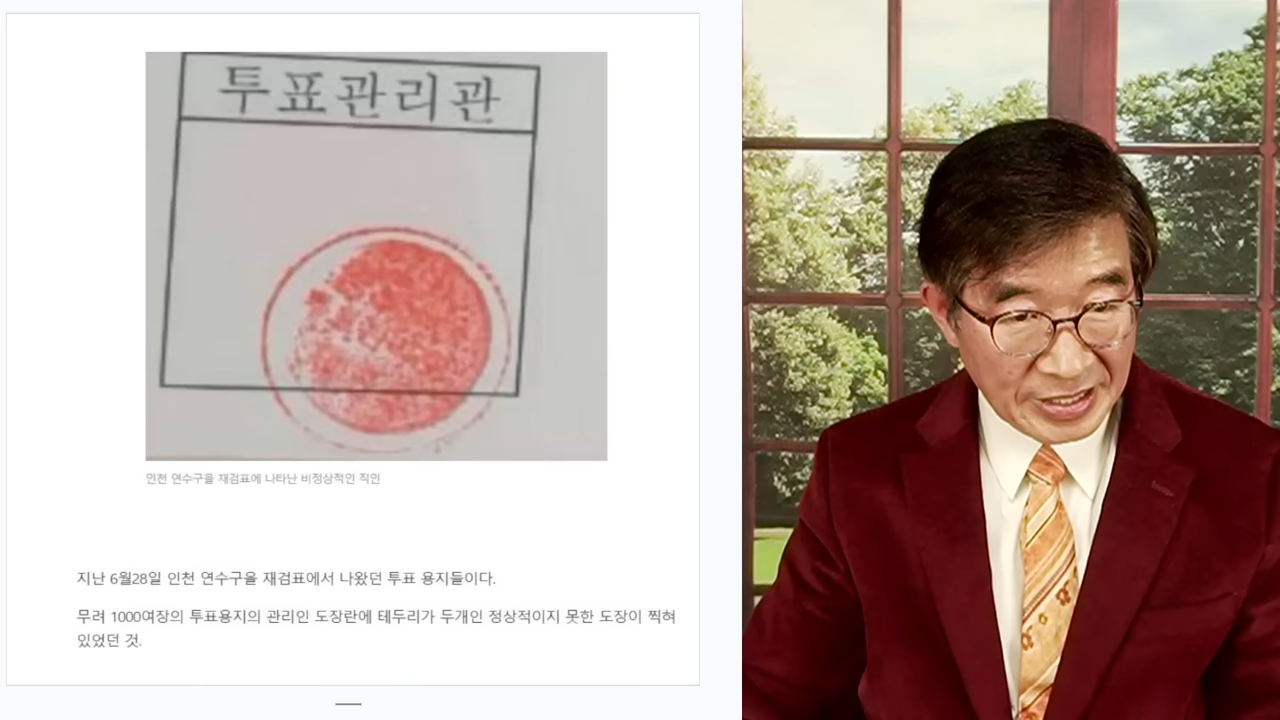 투표관리관
인천 연수구을 재검표에 나타난 비정상적인 직인
지난 6월28일 인천 연수구을 재검표에서 나왔던 투표 용지들이다.
무려 1000여장의 투표용지의 관리인 도장란에 테두리가 두개인 정상적이지 못한 도장이 찍혀
있었던 것.